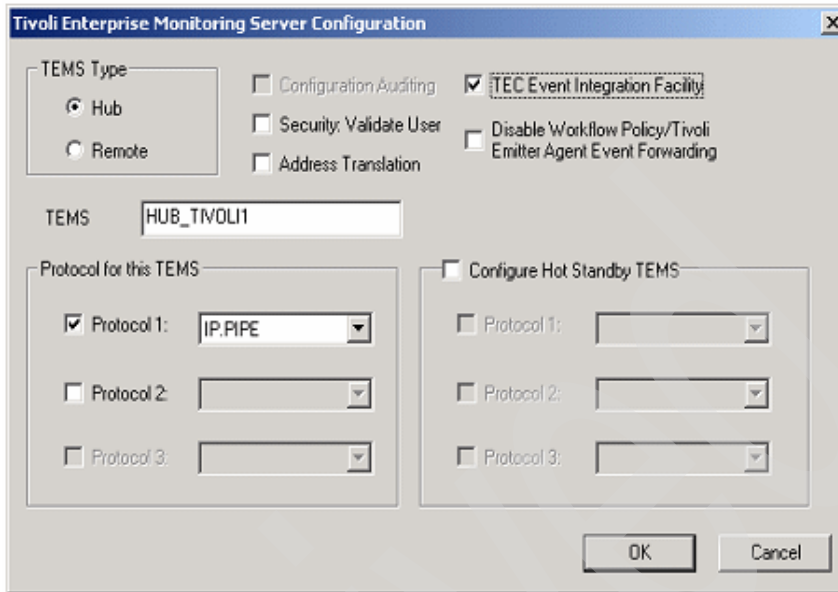 Tivoli Enterprise Monitoring Server Configuration
TEMS Type
Hub
Remote
Configuration Auditing
Security: Validate User
Address Translation
TEC Event Integration Facility
Disable Workflow Policy/Tivoli
Emitter Agent Event Forwarding
TEMS
HUB_TIVOLI1
Protocol for this TEMS
Protocol 1:
IP.PIPE
Protocol 2:
Protocol 3:
Configure Hot Standby TEMS
Protocol 1:
Protocol 2:
Protocol 3:
OK
Cancel